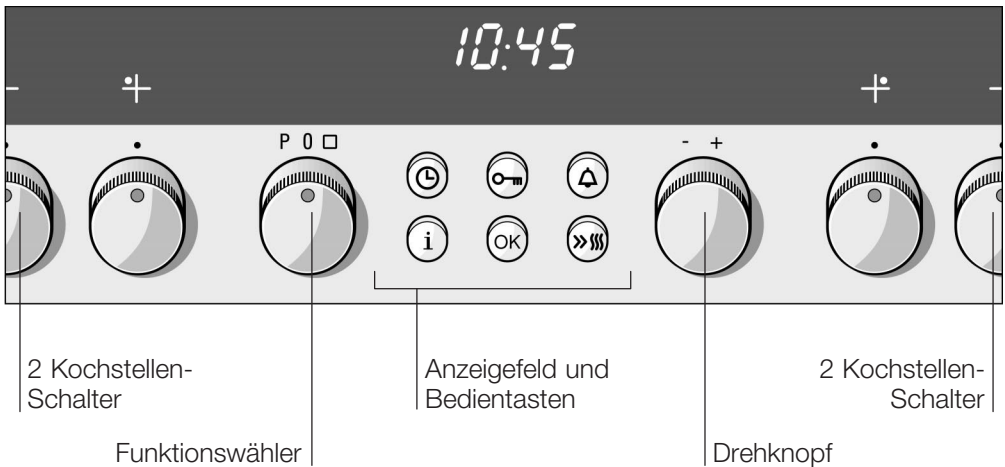 10:45
P 0
- +
i
OK
2 Kochstellen-
Schalter
Anzeigefeld und
Bedientasten
2 Kochstellen-
Schalter
Funktionswähler
Drehknopf